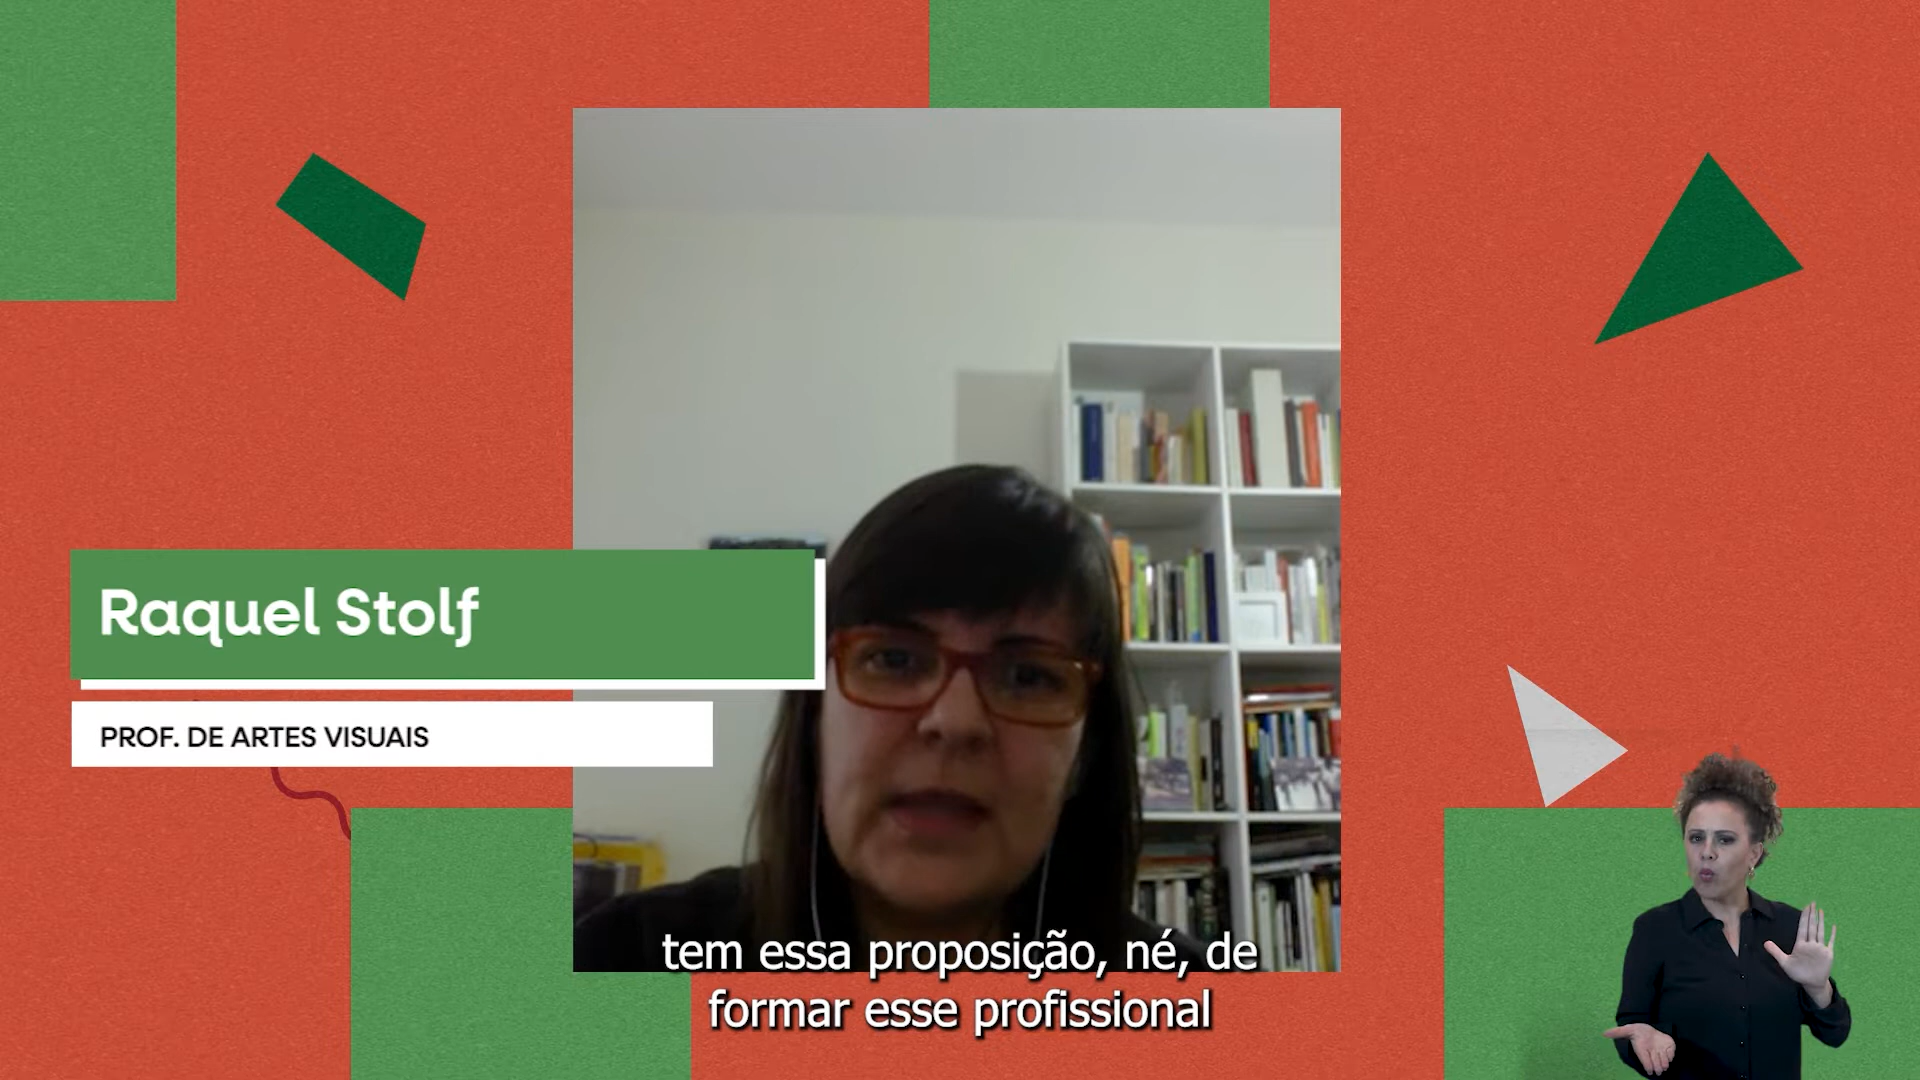 Raquel Stolf
PROF. DE ARTES VISUAIS
tem essa proposição, né, de
formar esse profissional